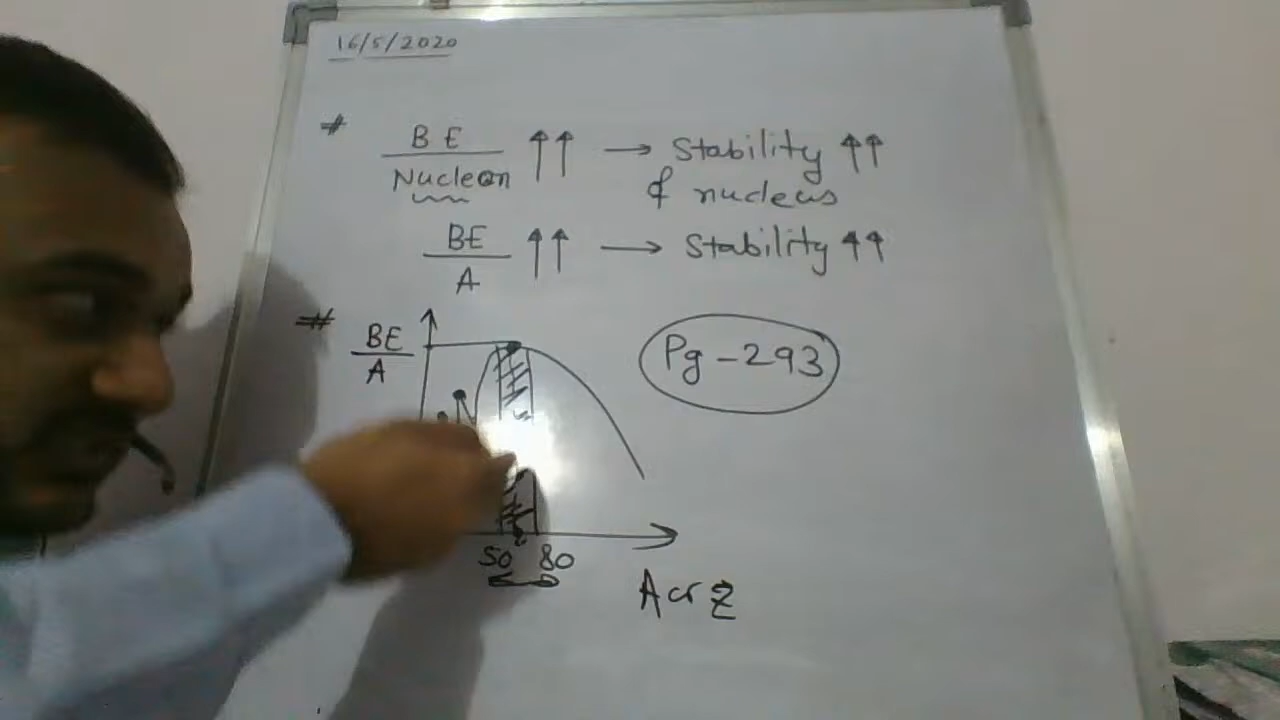 16/5/2020
# BE/Nucleon ↑↑ → Stability ↑↑
of nucleus
BE/A ↑↑ → Stability ↑↑
# BE/A
Pg-293
50 80
A or Z